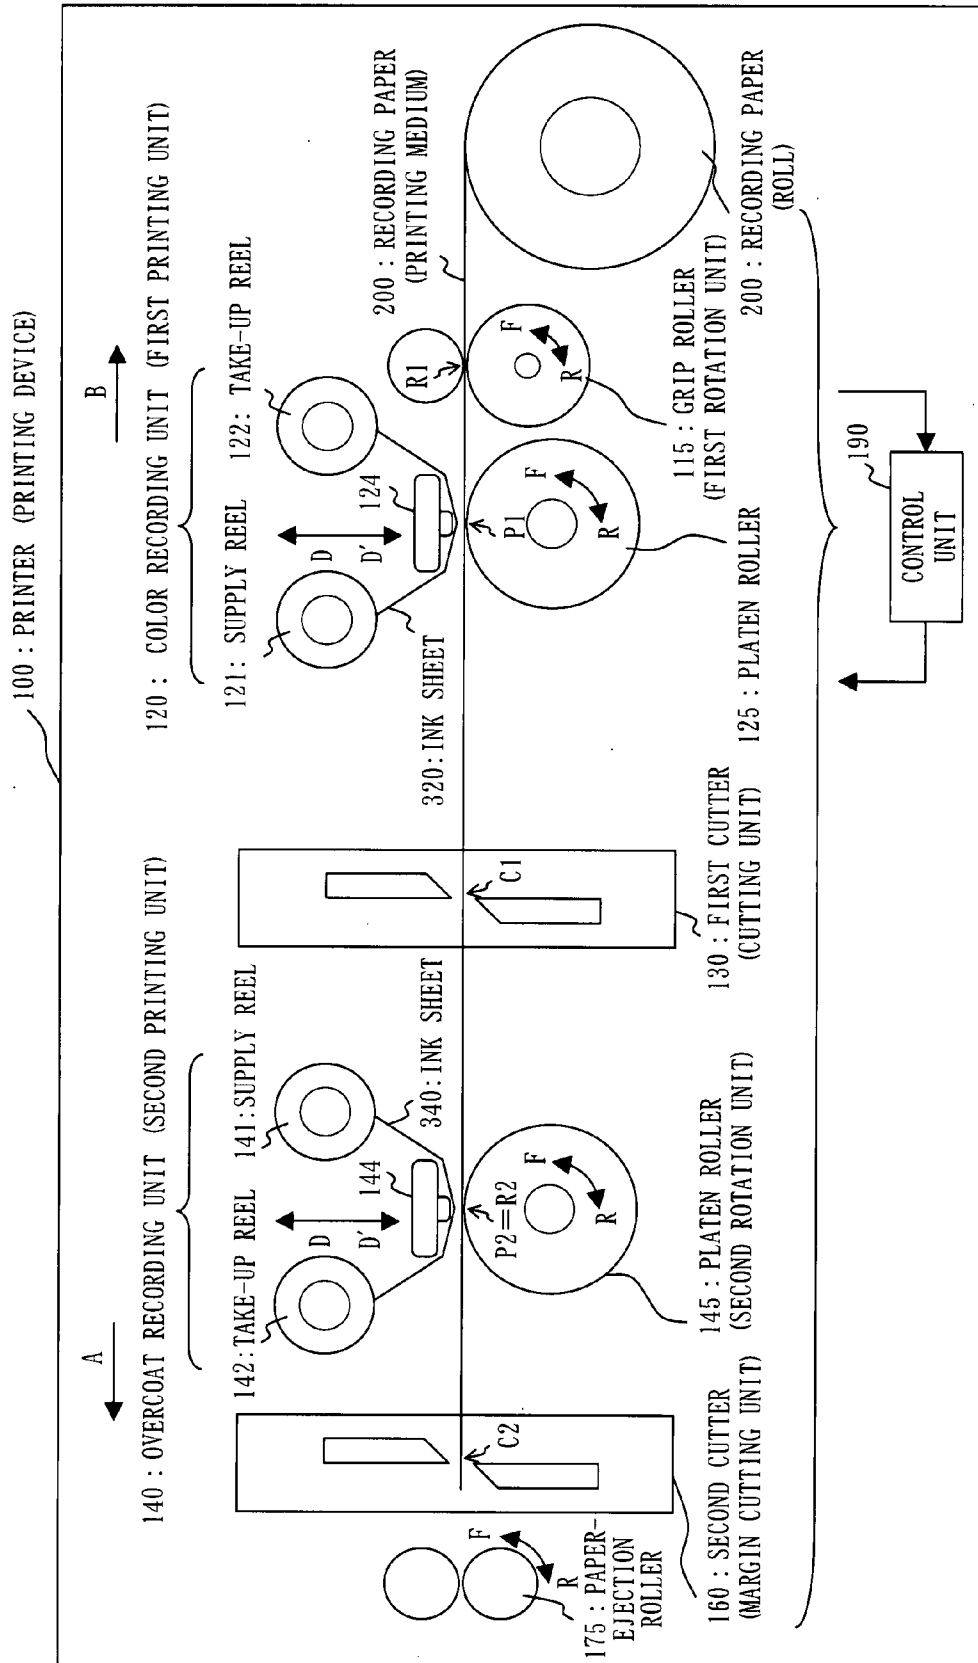 100 : PRINTER (PRINTING DEVICE)
A
B
140 : OVERCOAT RECORDING UNIT (SECOND PRINTING UNIT)
120 : COLOR RECORDING UNIT (FIRST PRINTING UNIT)
142:TAKE-UP REEL
141:SUPPLY REEL
121: SUPPLY REEL
122: TAKE-UP REEL
D
D'
144
340:INK SHEET
D
D'
124
320:INK SHEET
200 : RECORDING PAPER
(PRINTING MEDIUM)
R1
C2
P2=R2
C1
P1
F
R
F
R
F
R
F
R
175 : PAPER-
EJECTION
ROLLER
160 : SECOND CUTTER
(MARGIN CUTTING UNIT)
145 : PLATEN ROLLER
(SECOND ROTATION UNIT)
130 : FIRST CUTTER
(CUTTING UNIT)
125 : PLATEN ROLLER
115 : GRIP ROLLER
(FIRST ROTATION UNIT)
200 : RECORDING PAPER
(ROLL)
190
CONTROL
UNIT